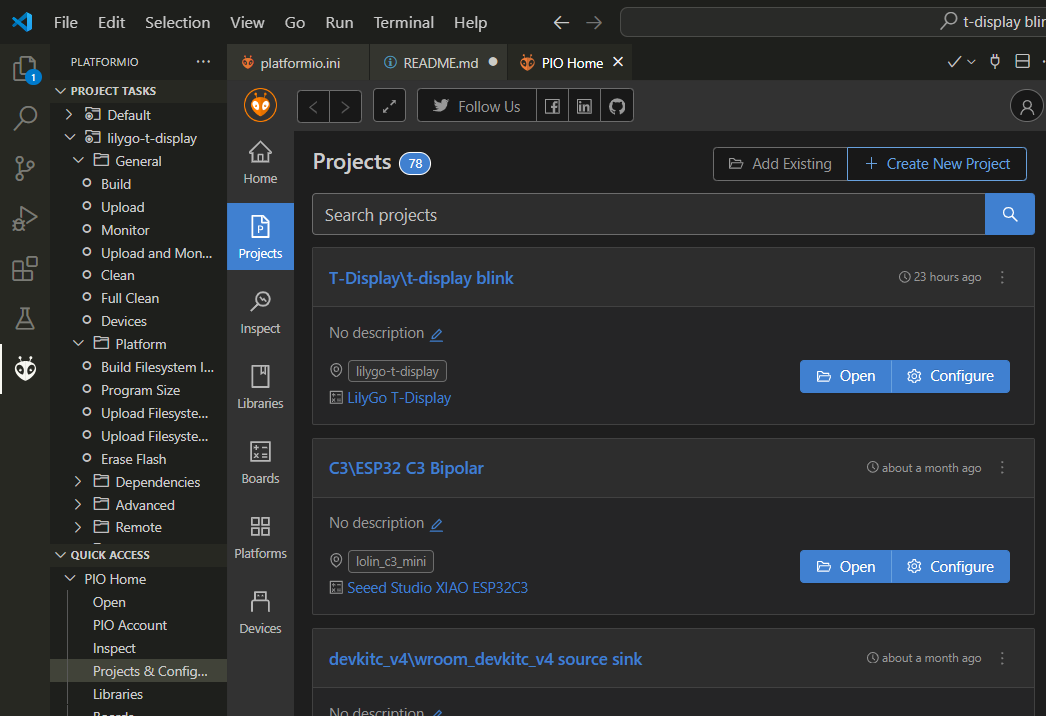 File Edit Selection View Go Run Terminal Help
t-display blin
1
PLATFORMIO
platformio.ini
README.md
PIO Home
PROJECT TASKS
Default
lilygo-t-display
General
Build
Upload
Monitor
Upload and Mon...
Clean
Full Clean
Devices
Platform
Build Filesystem I...
Program Size
Upload Filesyste...
Upload Filesyste...
Erase Flash
Dependencies
Advanced
Remote
QUICK ACCESS
PIO Home
Open
PIO Account
Inspect
Projects & Config...
Libraries
Boards
Follow Us
Home
Projects
Inspect
Libraries
Boards
Platforms
Devices
Projects 78
Add Existing
Create New Project
Search projects
T-Display\t-display blink
23 hours ago
No description
lilygo-t-display
LilyGo T-Display
Open
Configure
C3\ESP32 C3 Bipolar
about a month ago
No description
lolin_c3_mini
Seeed Studio XIAO ESP32C3
Open
Configure
devkitc_v4\wroom_devkitc_v4 source sink
about a month ago
No description